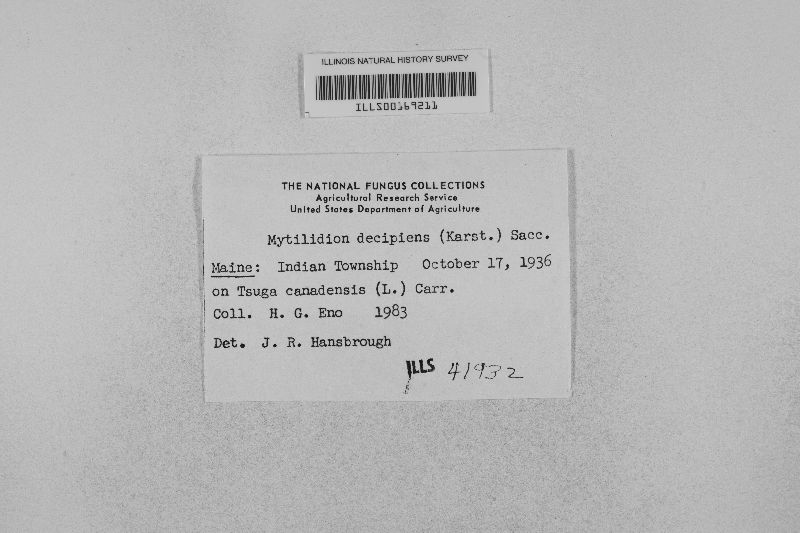 ILLINOIS NATURAL HISTORY SURVEY
ILLS00169211
THE NATIONAL FUNGUS COLLECTIONS
Agricultural Research Service
United States Department of Agriculture
Mytilidion decipiens (Karst.) Sacc.
Maine: Indian Township October 17, 1936
on Tsuga canadensis (L.) Carr.
Coll. H. G. Eno 1983
Det. J. R. Hansbrough
ILLS 41932